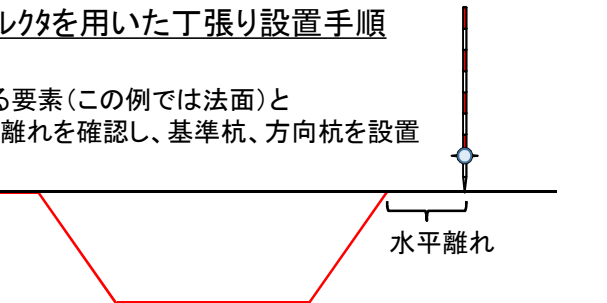 レクタを用いた丁張り設置手順
る要素(この例では法面)と
離れを確認し、基準杭、方向杭を設置
水平離れ